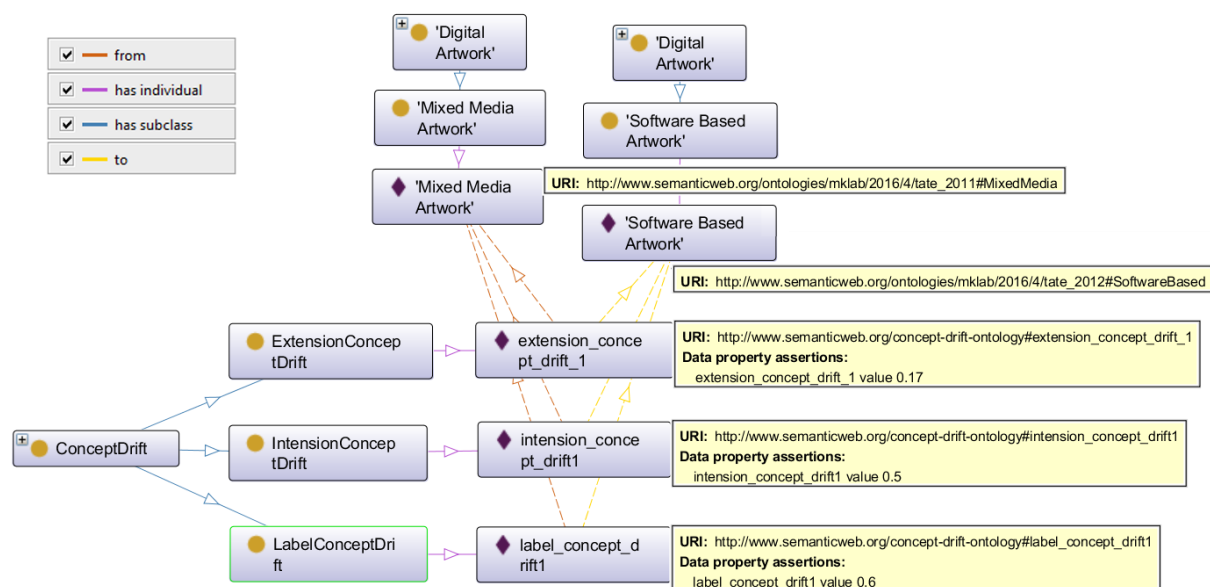 from
has individual
has subclass
to
'Digital
Artwork'
'Digital
Artwork'
'Mixed Media
Artwork'
'Software Based
Artwork'
'Mixed Media
Artwork'
URI: http://www.semanticweb.org/ontologies/mklab/2016/4/tate_2011#MixedMedia
'Software Based
Artwork'
URI: http://www.semanticweb.org/ontologies/mklab/2016/4/tate_2012#SoftwareBased
ExtensionConcep
tDrift
extension_conce
pt_drift_1
URI: http://www.semanticweb.org/concept-drift-ontology#extension_concept_drift_1
Data property assertions:
extension_concept_drift_1 value 0.17
ConceptDrift
IntensionConcep
tDrift
intension_conce
pt_drift1
URI: http://www.semanticweb.org/concept-drift-ontology#intension_concept_drift1
Data property assertions:
intension_concept_drift1 value 0.5
LabelConceptDri
ft
label_concept_d
rift1
URI: http://www.semanticweb.org/concept-drift-ontology#label_concept_drift1
Data property assertions:
label_concept_drift1 value 0.6